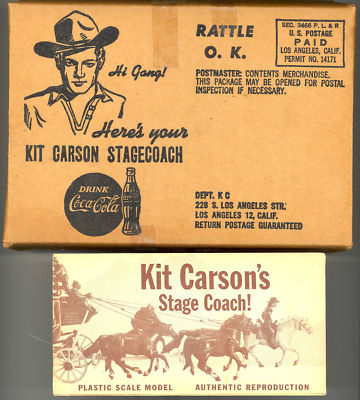 RATTLE
O. K.
SEC. 3466 P. L. & R
U. S. POSTAGE
PAID
LOS ANGELES, CALIF.
PERMIT NO. 14171
Hi Gang!
POSTMASTER: CONTENTS MERCHANDISE.
THIS PACKAGE MAY BE OPENED FOR POSTAL
INSPECTION IF NECESSARY.
Here's your
KIT CARSON STAGECOACH
DRINK
Coca-Cola
Coca-Cola
DEPT. K C
228 S. LOS ANGELES STR.
LOS ANGELES 12, CALIF.
RETURN POSTAGE GUARANTEED
Kit Carson's
Stage Coach!
PLASTIC SCALE MODEL
AUTHENTIC REPRODUCTION